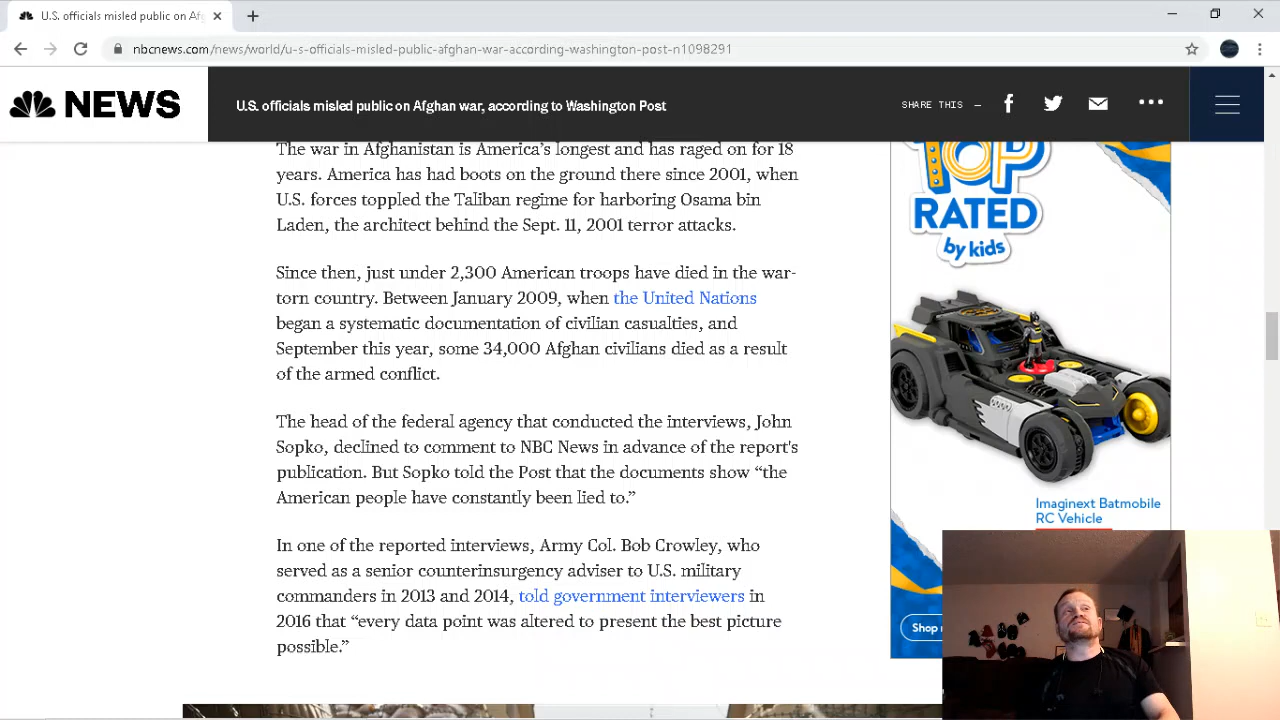 U.S. officials misled public on Af
nbcnews.com/news/world/u-s-officials-misled-public-afghan-war-according-washington-post-n1098291
NEWS
U.S. officials misled public on Afghan war, according to Washington Post
SHARE THIS —
The war in Afghanistan is America's longest and has raged on for 18
years. America has had boots on the ground there since 2001, when
U.S. forces toppled the Taliban regime for harboring Osama bin
Laden, the architect behind the Sept. 11, 2001 terror attacks.
Since then, just under 2,300 American troops have died in the war-
torn country. Between January 2009, when the United Nations
began a systematic documentation of civilian casualties, and
September this year, some 34,000 Afghan civilians died as a result
of the armed conflict.
The head of the federal agency that conducted the interviews, John
Sopko, declined to comment to NBC News in advance of the report's
publication. But Sopko told the Post that the documents show “the
American people have constantly been lied to.”
In one of the reported interviews, Army Col. Bob Crowley, who
served as a senior counterinsurgency adviser to U.S. military
commanders in 2013 and 2014, told government interviewers in
2016 that “every data point was altered to present the best picture
possible.”
TOP
RATED
by kids
Imaginext Batmobile
RC Vehicle
Shop